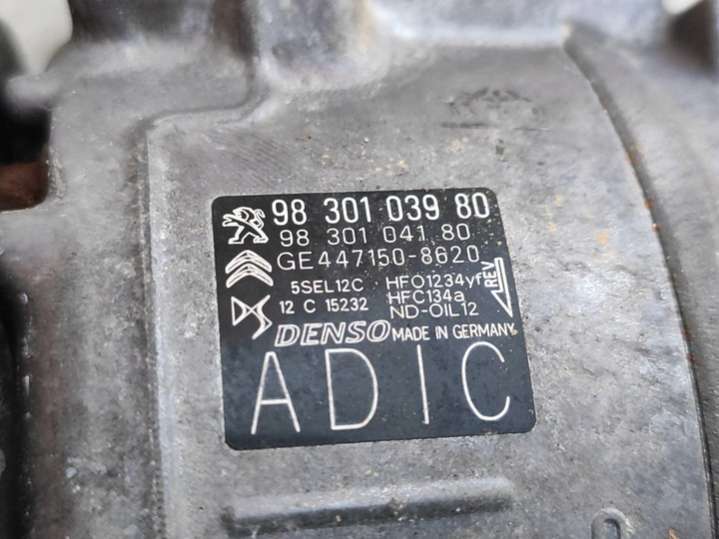 98 301 039 80
98 301 041 80
GE447150-8620
5SEL12C HFO1234yf
12 C 15232 HFC134a
ND-OIL12
REV
DENSO MADE IN GERMANY
ADIC